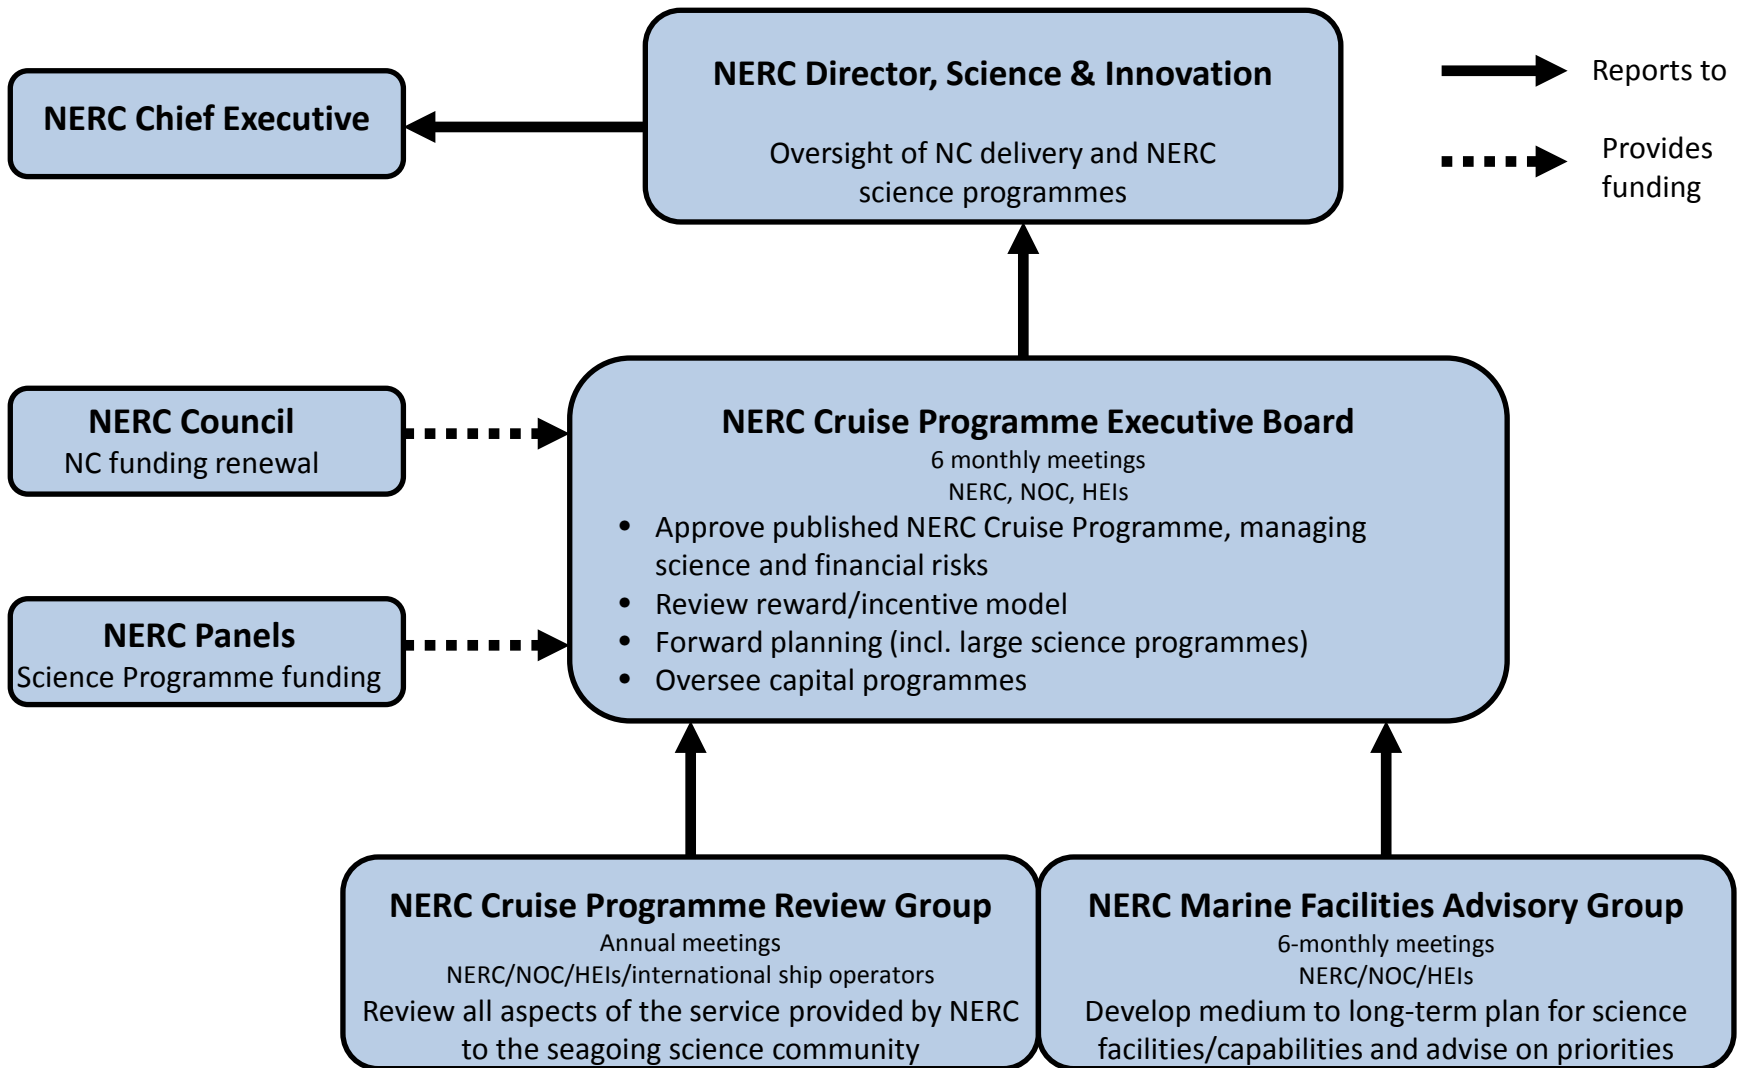 NERC Director, Science & Innovation
Oversight of NC delivery and NERC
science programmes
NERC Chief Executive
Reports to
Provides
funding
NERC Council
NC funding renewal
NERC Panels
Science Programme funding
NERC Cruise Programme Executive Board
6 monthly meetings
NERC, NOC, HEIs
• Approve published NERC Cruise Programme, managing
science and financial risks
• Review reward/incentive model
• Forward planning (incl. large science programmes)
• Oversee capital programmes
NERC Cruise Programme Review Group
Annual meetings
NERC/NOC/HEIs/international ship operators
Review all aspects of the service provided by NERC
to the seagoing science community
NERC Marine Facilities Advisory Group
6-monthly meetings
NERC/NOC/HEIs
Develop medium to long-term plan for science
facilities/capabilities and advise on priorities